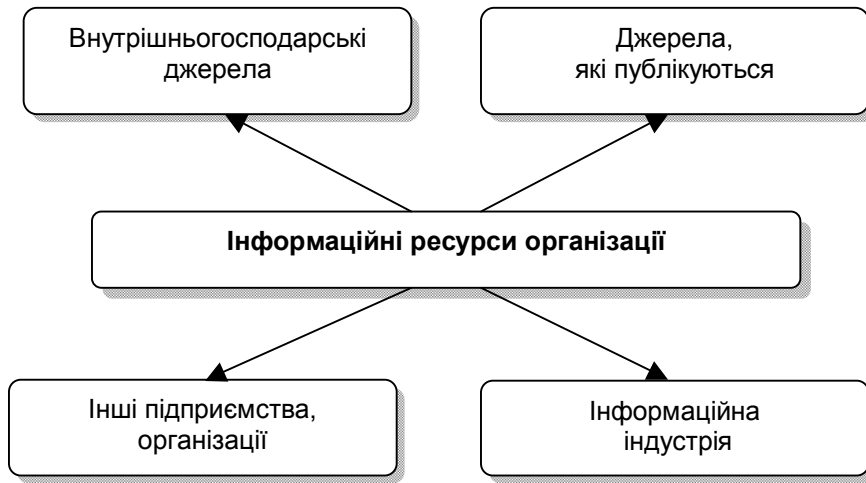 Внутрішньогосподарські
джерела
Джерела,
які публікуються
Інформаційні ресурси організації
Інші підприємства,
організації
Інформаційна
індустрія